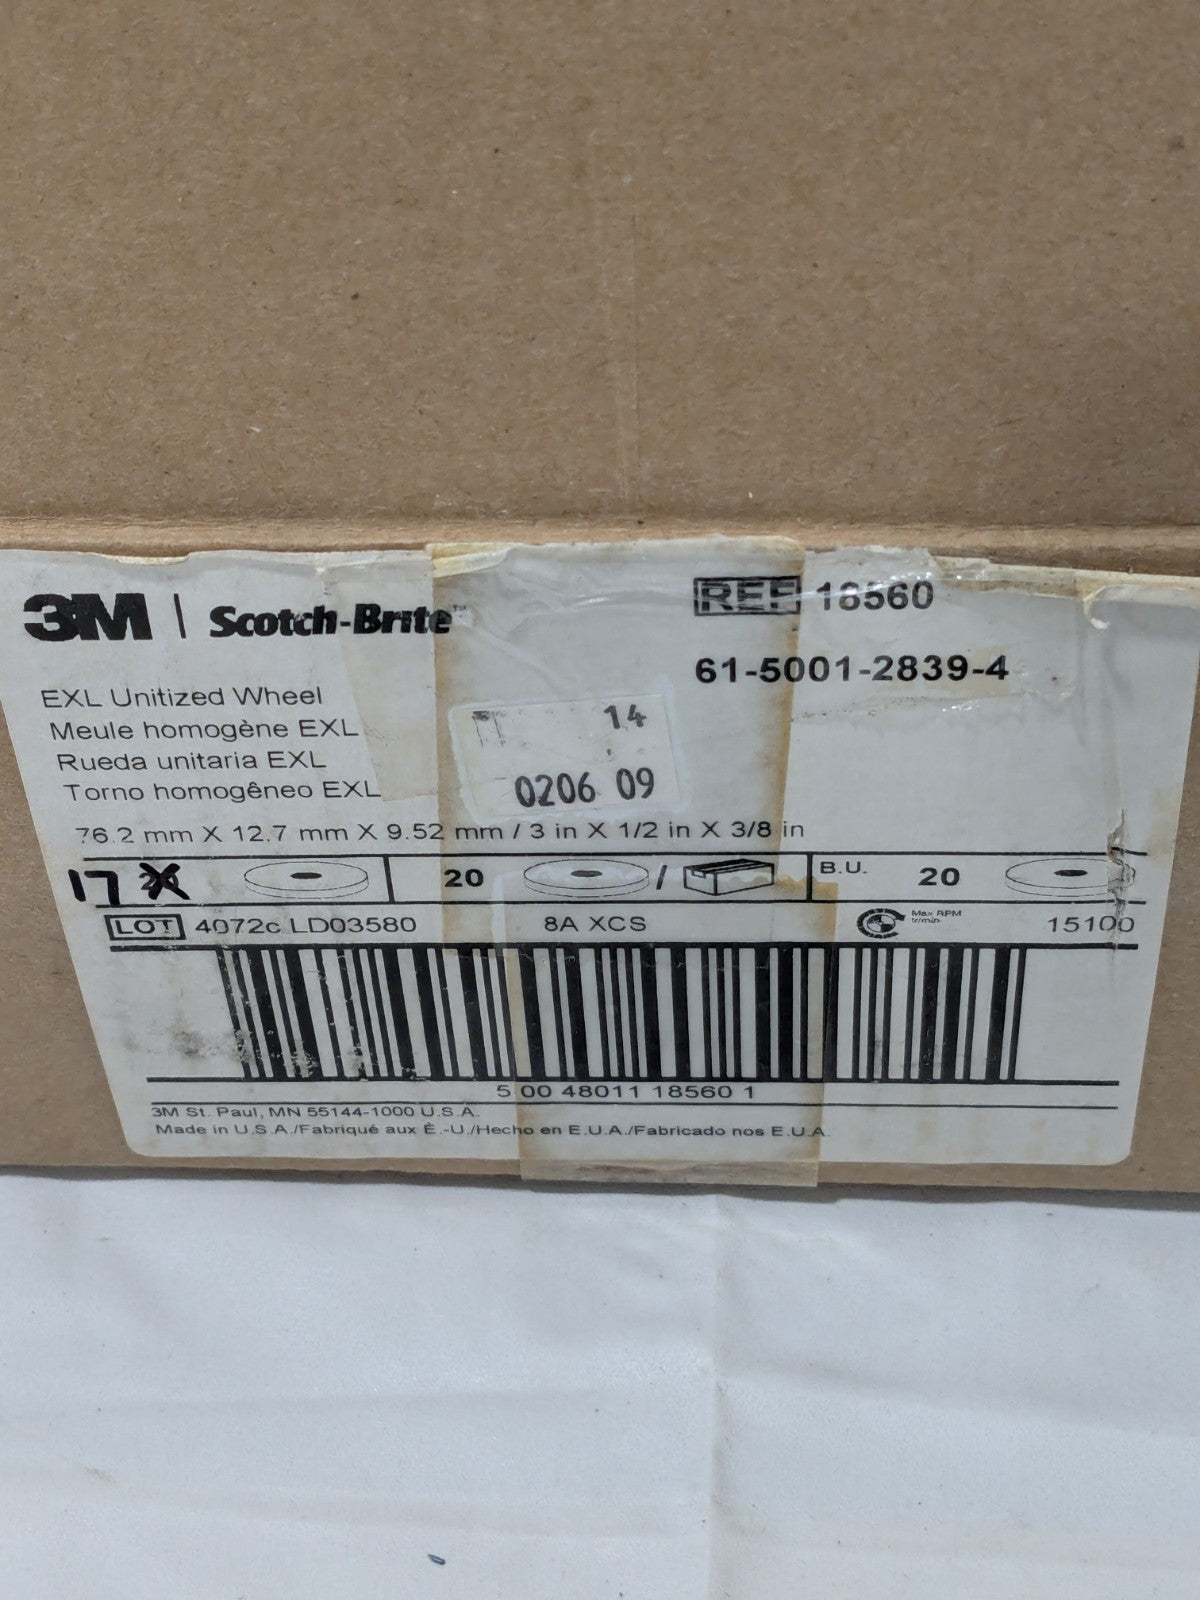 3M | Scotch-Brite™
REF 18560
61-5001-2839-4
EXL Unitized Wheel
Meule homogène EXL
Rueda unitaria EXL
Torno homogêneo EXL
14
0206 09
76.2 mm X 12.7 mm X 9.52 mm / 3 in X 1/2 in X 3/8 in
17 20 / B.U. 20
LOT 4072c LD03580 8A XCS Max RPM tr/min 15100
5 00 48011 18560 1
3M St. Paul, MN 55144-1000 U.S.A.
Made in U.S.A./Fabriqué aux É.-U./Hecho en E.U.A./Fabricado nos E.U.A.